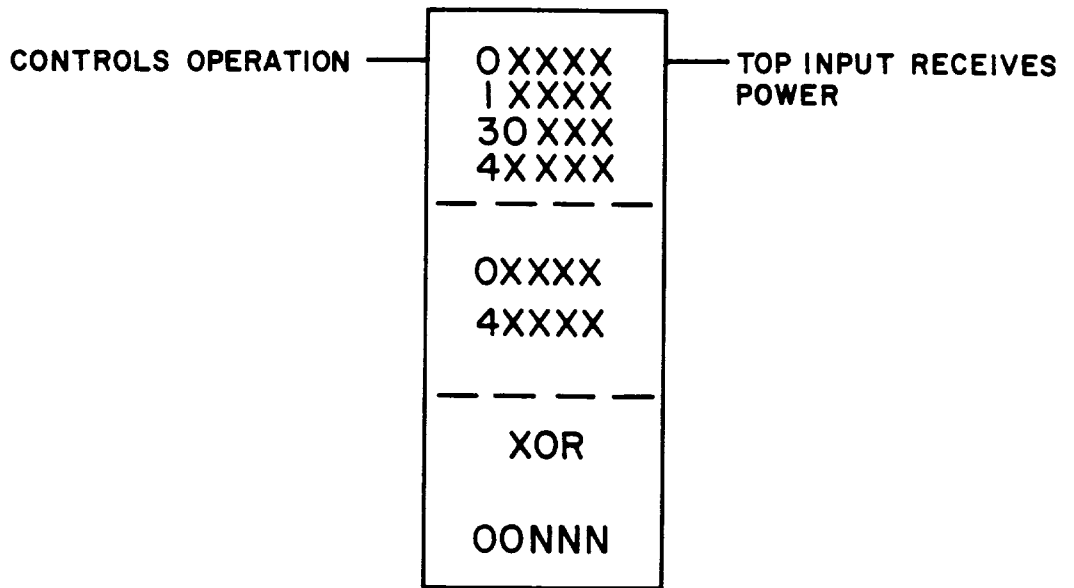 CONTROLS OPERATION
0XXXX
1XXXX
30XXX
4XXXX
TOP INPUT RECEIVES
POWER
0XXXX
4XXXX
XOR
00NNN